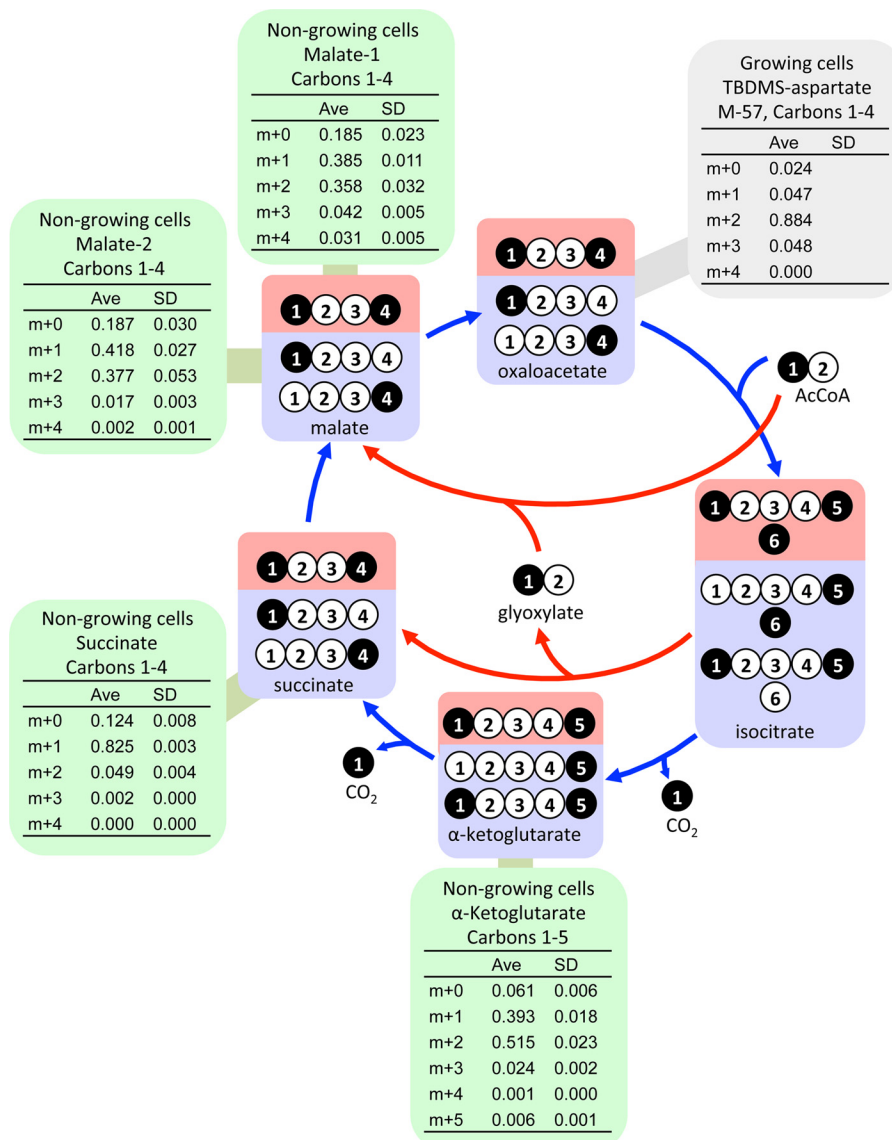 Non-growing cells
Malate-1
Carbons 1-4
Ave SD
m+0 0.185 0.023
m+1 0.385 0.011
m+2 0.358 0.032
m+3 0.042 0.005
m+4 0.031 0.005
Growing cells
TBDMS-aspartate
M-57, Carbons 1-4
Ave SD
m+0 0.024
m+1 0.047
m+2 0.884
m+3 0.048
m+4 0.000
Non-growing cells
Malate-2
Carbons 1-4
Ave SD
m+0 0.187 0.030
m+1 0.418 0.027
m+2 0.377 0.053
m+3 0.017 0.003
m+4 0.002 0.001
1 2 3 4
1 2 3 4
1 2 3 4
oxaloacetate
1 2 3 4
1 2 3 4
1 2 3 4
malate
1 2
AcCoA
1 2 3 4 5
6
1 2 3 4 5
6
1 2 3 4 5
6
isocitrate
1 2
glyoxylate
1 2 3 4
1 2 3 4
1 2 3 4
succinate
Non-growing cells
Succinate
Carbons 1-4
Ave SD
m+0 0.124 0.008
m+1 0.825 0.003
m+2 0.049 0.004
m+3 0.002 0.000
m+4 0.000 0.000
1
CO2
1 2 3 4 5
1 2 3 4 5
1 2 3 4 5
α-ketoglutarate
1
CO2
Non-growing cells
α-Ketoglutarate
Carbons 1-5
Ave SD
m+0 0.061 0.006
m+1 0.393 0.018
m+2 0.515 0.023
m+3 0.024 0.002
m+4 0.001 0.000
m+5 0.006 0.001